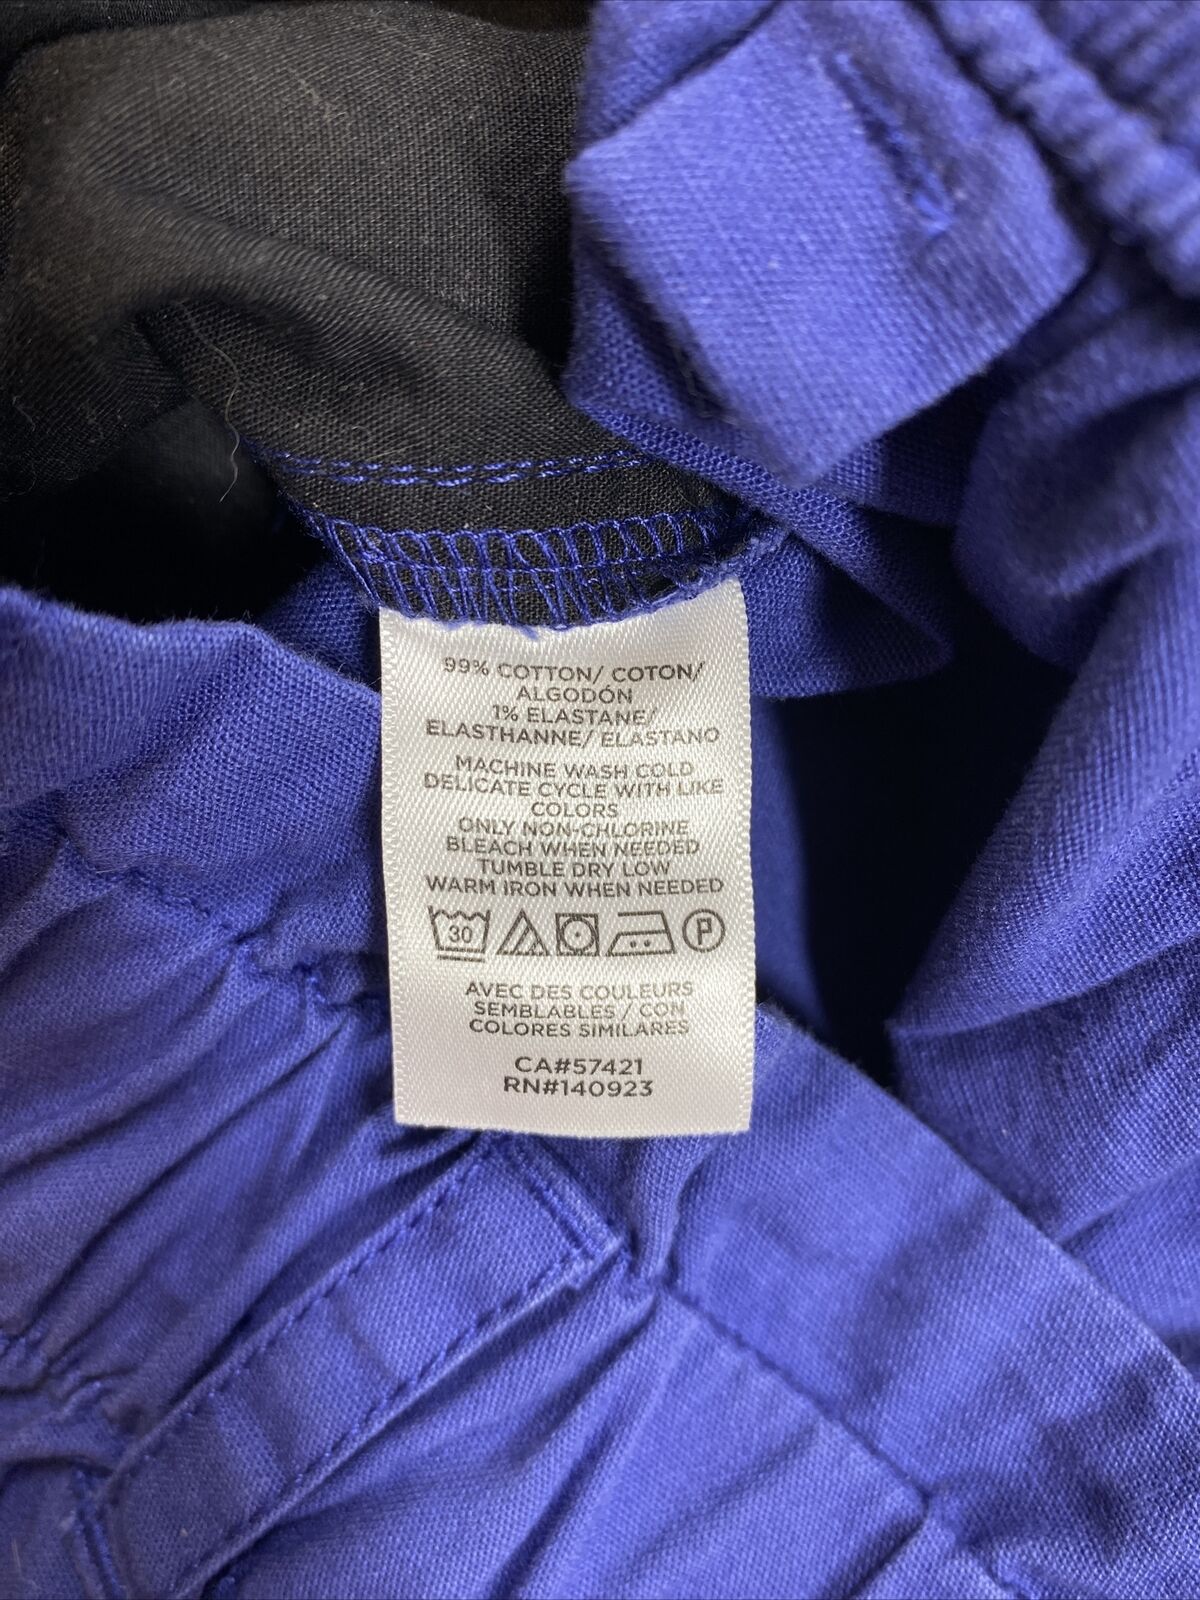 99% COTTON/ COTON/
ALGODÓN
1% ELASTANE/
ELASTHANNE/ ELASTANO
MACHINE WASH COLD
DELICATE CYCLE WITH LIKE
COLORS
ONLY NON-CHLORINE
BLEACH WHEN NEEDED
TUMBLE DRY LOW
WARM IRON WHEN NEEDED
30 P
AVEC DES COULEURS
SEMBLABLES / CON
COLORES SIMILARES
CA#57421
RN#140923